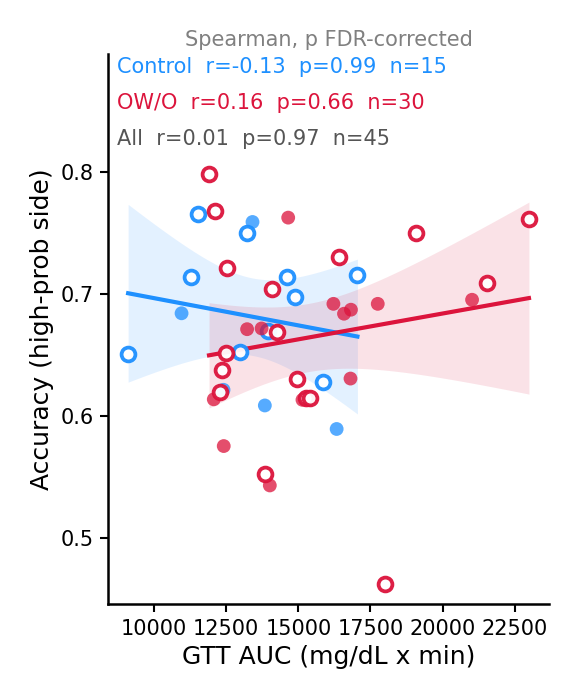 Spearman, p FDR-corrected
Control  r=-0.13  p=0.99  n=15
OW/O  r=0.16  p=0.66  n=30
All  r=0.01  p=0.97  n=45
0.8
0.7
0.6
0.5
Accuracy (high-prob side)
10000 12500 15000 17500 20000 22500
GTT AUC (mg/dL x min)